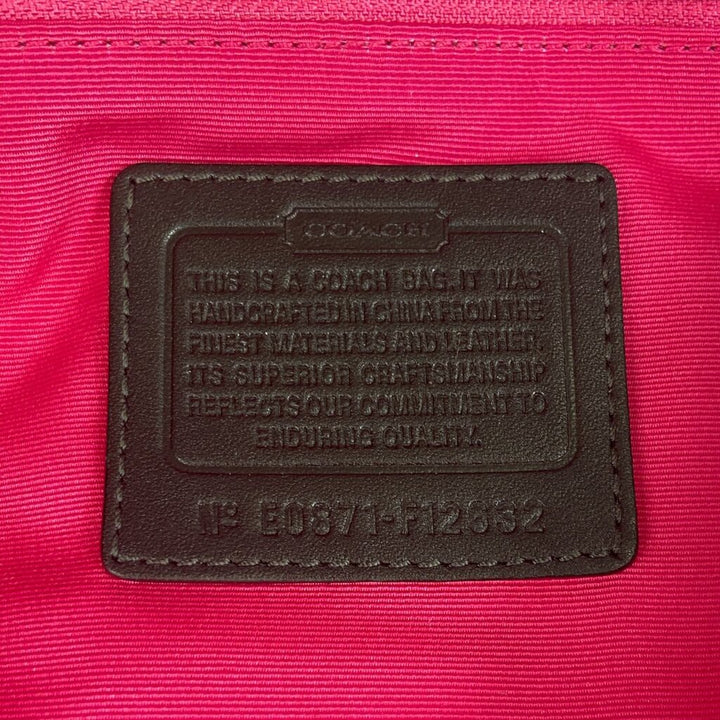 COACH
THIS IS A COACH BAG. IT WAS
HANDCRAFTED IN CHINA FROM THE
FINEST MATERIALS AND LEATHER.
ITS SUPERIOR CRAFTSMANSHIP
REFLECTS OUR COMMITMENT TO
ENDURING QUALITY.
Nº E0871-F12832